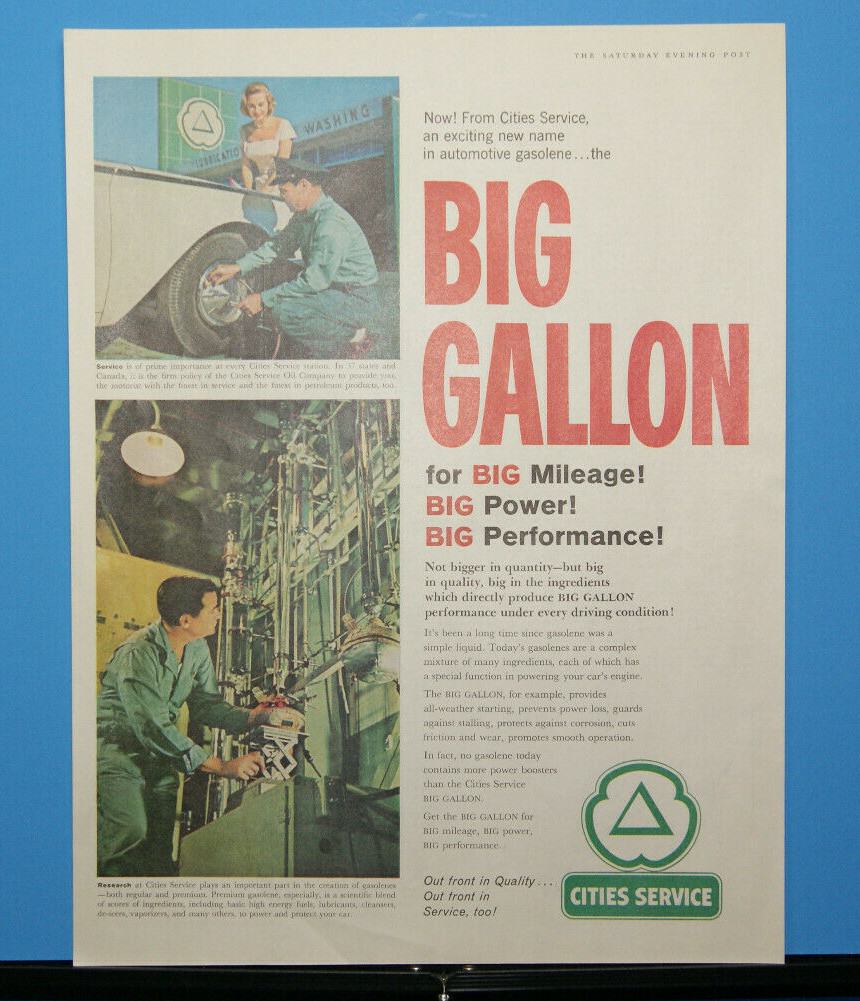 THE SATURDAY EVENING POST
LUBRICATIO
WASHING
Service is of prime importance at every Cities Service station. In 37 states and
Canada, it is the firm policy of the Cities Service Oil Company to provide you,
the motorist with the finest in service and the finest in petroleum products, too.
Research at Cities Service plays an important part in the creation of gasolenes
—both regular and premium. Premium gasolene, especially, is a scientific blend
of scores of ingredients, including basic high energy fuels, lubricants, cleansers,
de-icers, vaporizers, and many others, to power and protect your car.
Now! From Cities Service,
an exciting new name
in automotive gasolene...the
BIG
GALLON
for BIG Mileage!
BIG Power!
BIG Performance!
Not bigger in quantity—but big
in quality, big in the ingredients
which directly produce BIG GALLON
performance under every driving condition!
It's been a long time since gasolene was a
simple liquid. Today's gasolenes are a complex
mixture of many ingredients, each of which has
a special function in powering your car's engine.
The BIG GALLON, for example, provides
all-weather starting, prevents power loss, guards
against stalling, protects against corrosion, cuts
friction and wear, promotes smooth operation.
In fact, no gasolene today
contains more power boosters
than the Cities Service
BIG GALLON.
Get the BIG GALLON for
BIG mileage, BIG power,
BIG performance.
Out front in Quality...
Out front in
Service, too!
CITIES SERVICE